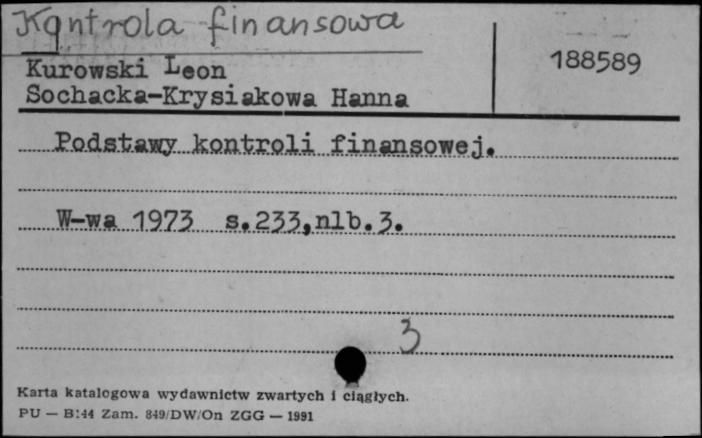 Kontrola finansowa
188589
Kurowski Leon
Sochacka-Krysiakowa Hanna
Podstawy kontroli finansowej.
W-wa 1973 s.233,nlb.3.
3
Karta katalogowa wydawnictw zwartych i ciągłych.
PU — B:44 Zam. 849/DW/On ZGG — 1991